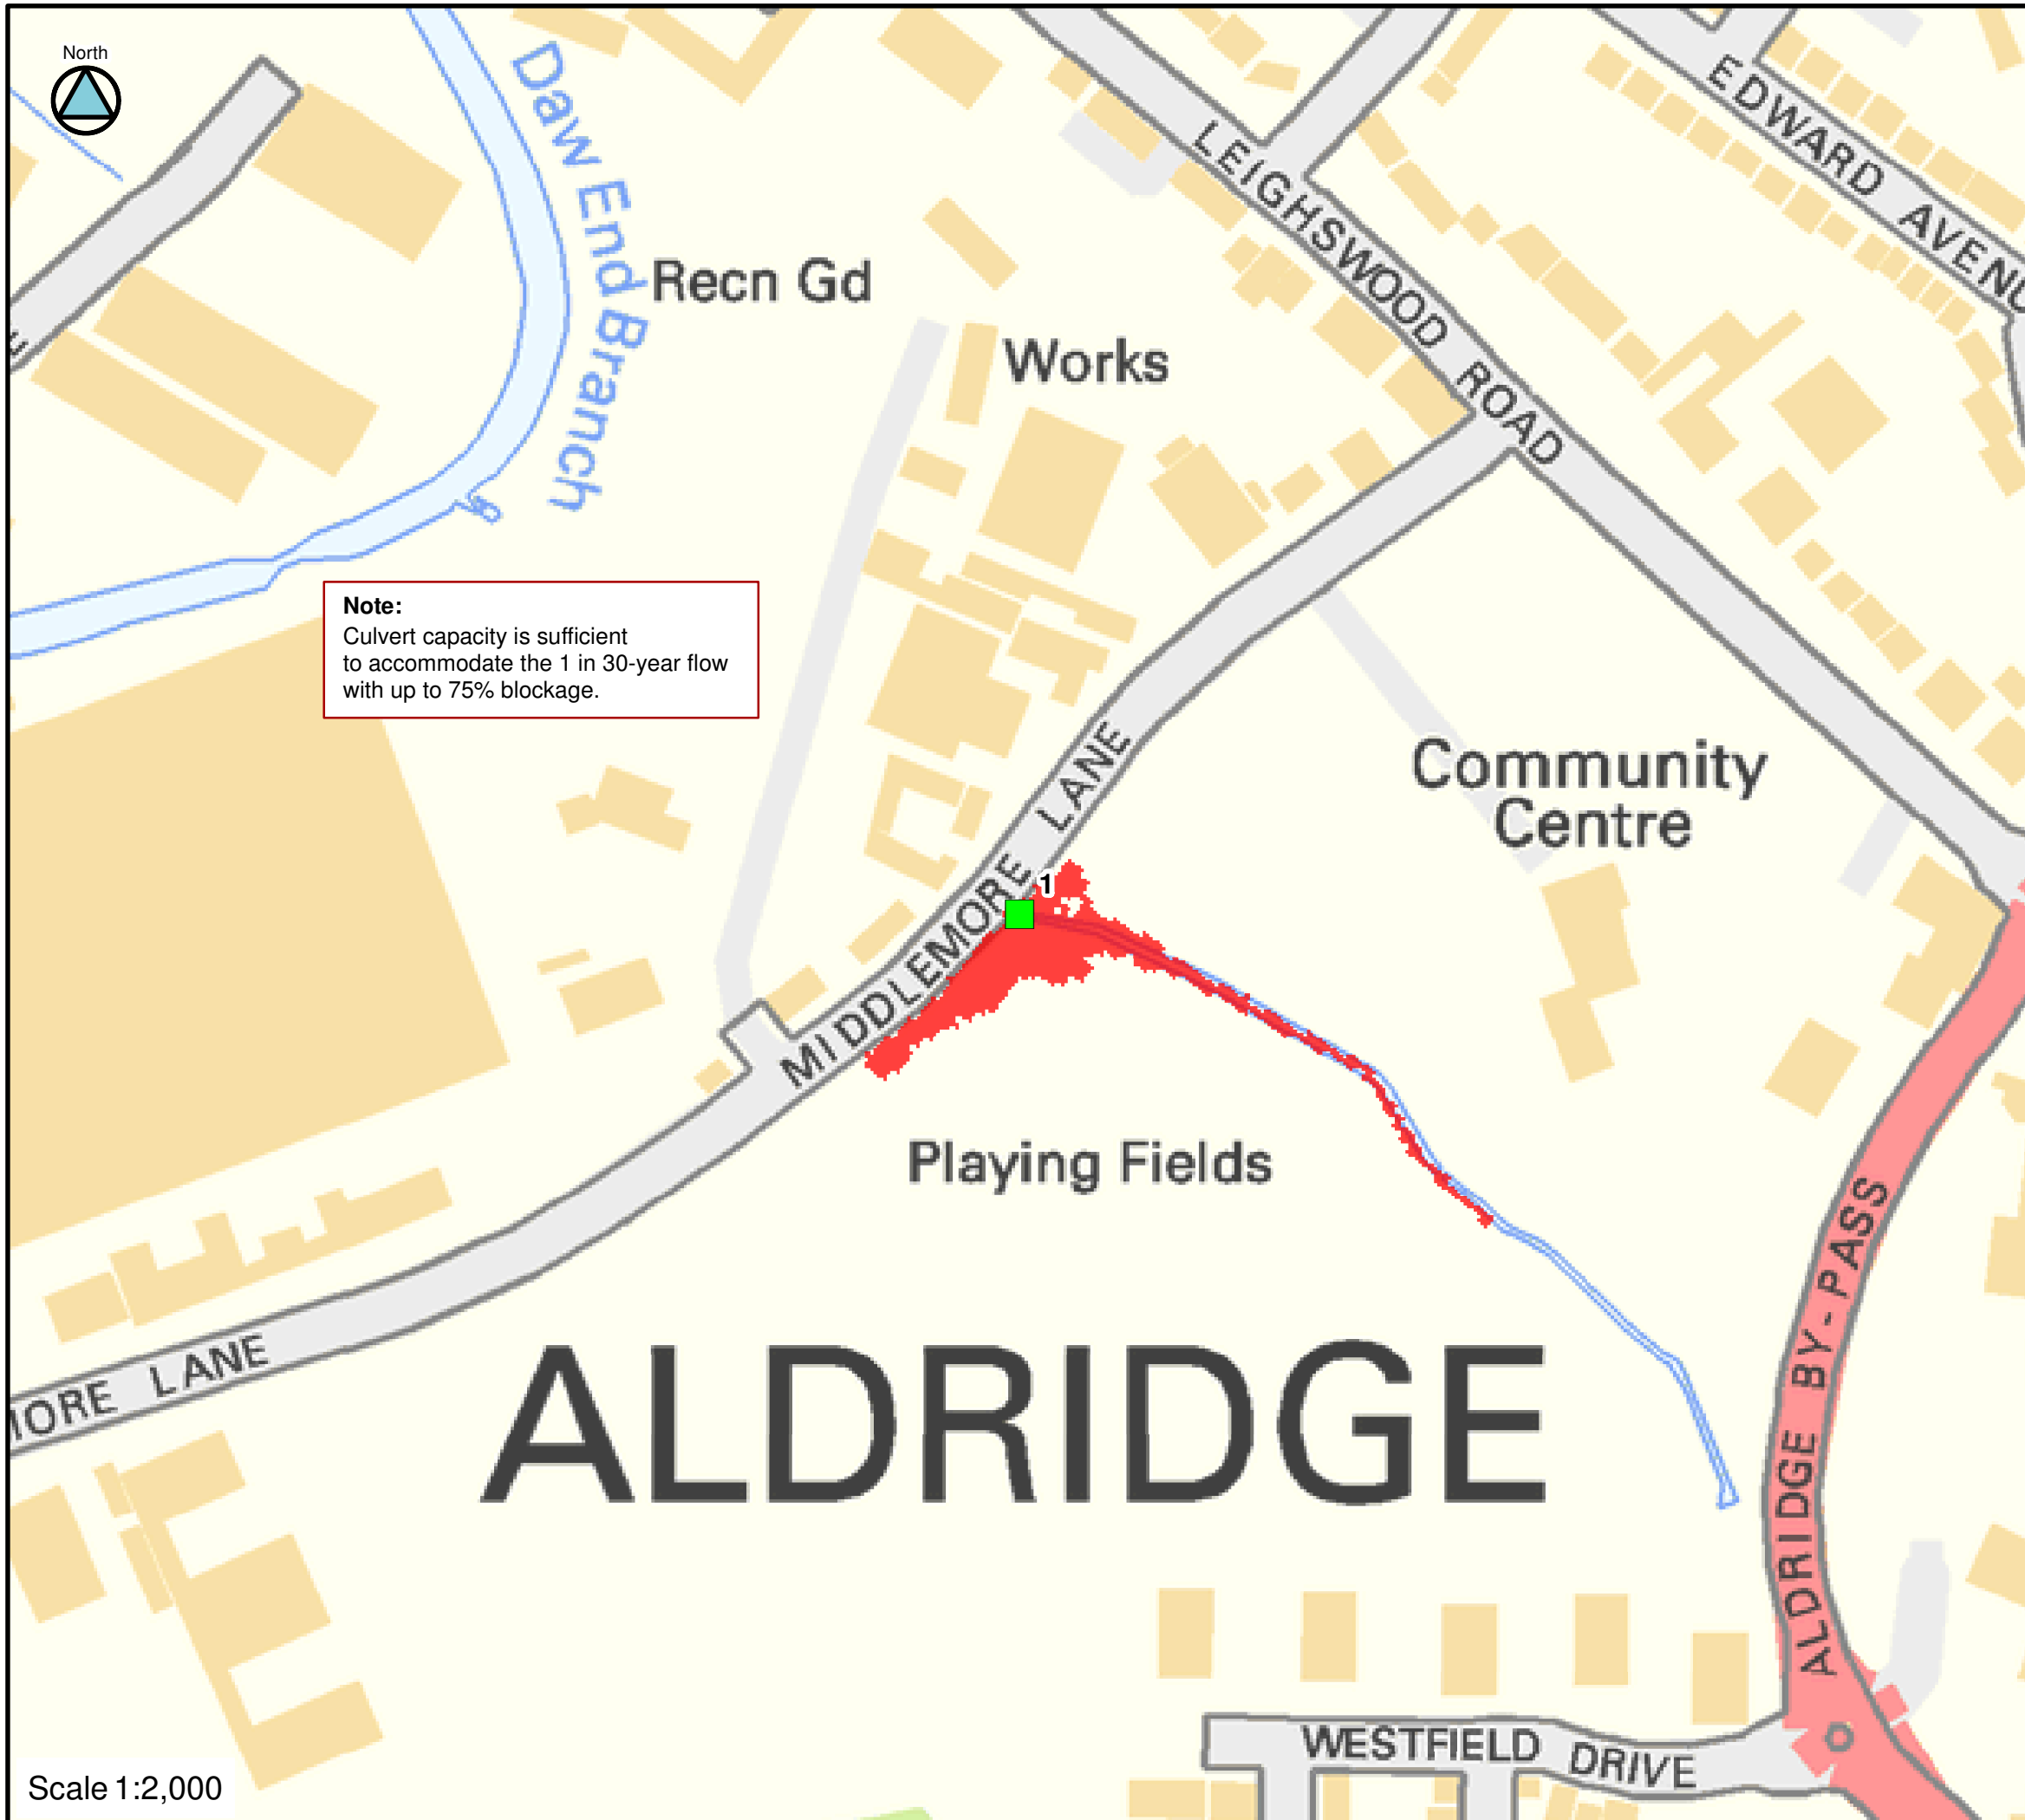 North
Daw End Branch
LEIGHSWOOD ROAD
EDWARD AVENU
Recn Gd
Works
Note:
Culvert capacity is sufficient
to accommodate the 1 in 30-year flow
with up to 75% blockage.
Community
Centre
1
MIDDLEMORE LANE
Playing Fields
ALDRIDGE BY-PASS
MORE LANE
ALDRIDGE
WESTFIELD DRIVE
Scale 1:2,000